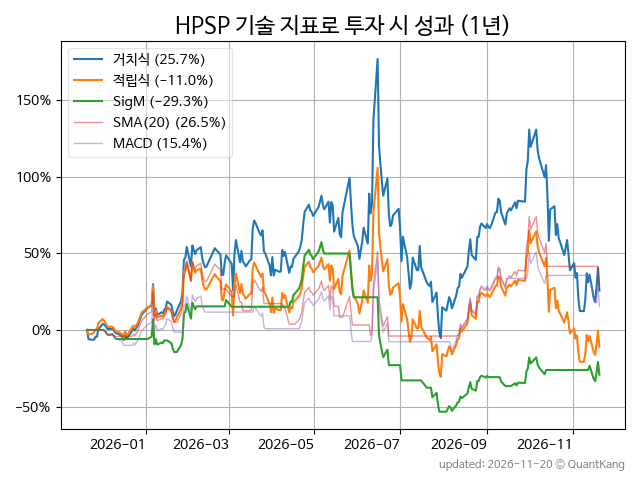 HPSP 기술 지표로 투자 시 성과 (1년)
거치식 (25.7%)
적립식 (−11.0%)
SigM (−29.3%)
SMA(20) (26.5%)
MACD (15.4%)
150%
100%
50%
0%
−50%
2026-01 2026-03 2026-05 2026-07 2026-09 2026-11
updated: 2026-11-20 © QuantKang